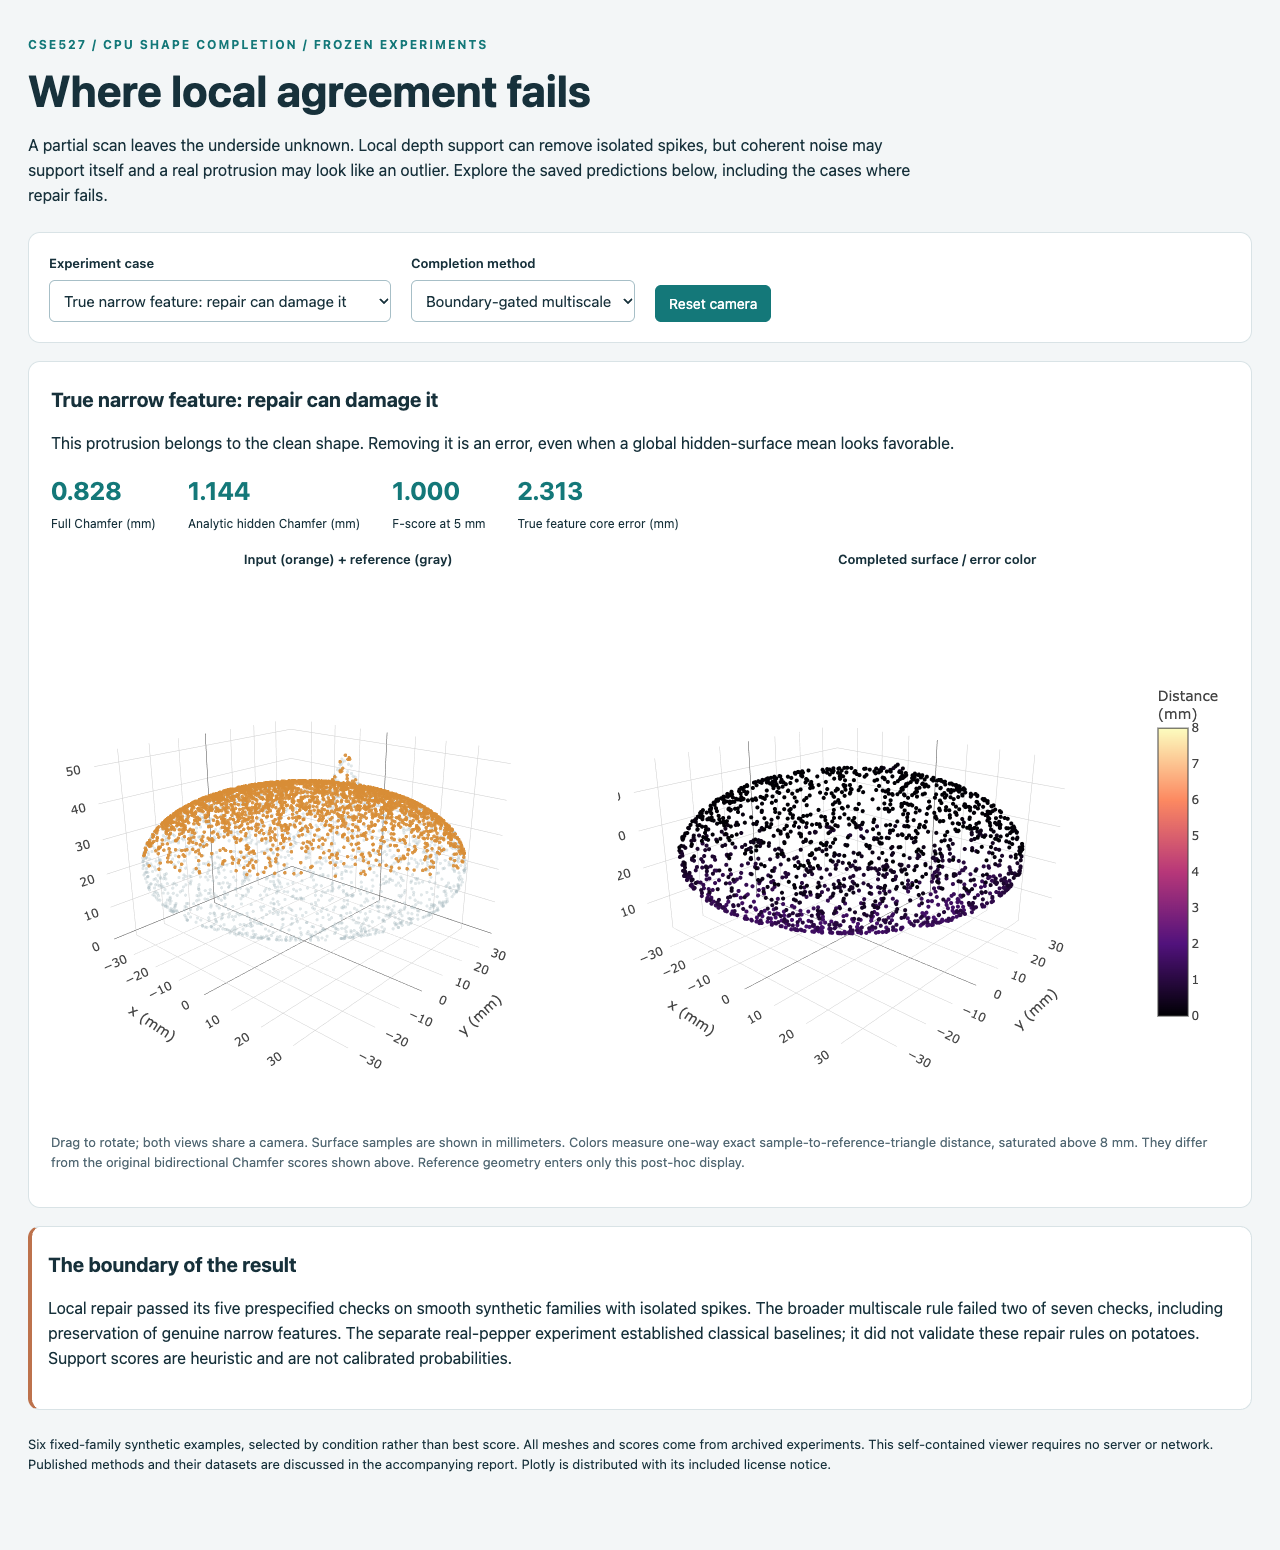 CSE527 / CPU SHAPE COMPLETION / FROZEN EXPERIMENTS
Where local agreement fails
A partial scan leaves the underside unknown. Local depth support can remove isolated spikes, but coherent noise may
support itself and a real protrusion may look like an outlier. Explore the saved predictions below, including the cases where
repair fails.
Experiment case
Completion method
True narrow feature: repair can damage it
Boundary-gated multiscale
Reset camera
True narrow feature: repair can damage it
This protrusion belongs to the clean shape. Removing it is an error, even when a global hidden-surface mean looks favorable.
0.828
1.144
1.000
2.313
Full Chamfer (mm)
Analytic hidden Chamfer (mm)
F-score at 5 mm
True feature core error (mm)
Input (orange) + reference (gray)
Completed surface / error color
50
40
30
20
10
0
−30
−20
−10
0
10
20
30
x (mm)
30
20
10
0
−10
−20
−30
y (mm)
0
20
10
−30
−20
−10
0
10
20
30
x (mm)
30
20
10
0
−10
−20
−30
y (mm)
Distance
(mm)
8
7
6
5
4
3
2
1
0
Drag to rotate; both views share a camera. Surface samples are shown in millimeters. Colors measure one-way exact sample-to-reference-triangle distance, saturated above 8 mm. They differ
from the original bidirectional Chamfer scores shown above. Reference geometry enters only this post-hoc display.
The boundary of the result
Local repair passed its five prespecified checks on smooth synthetic families with isolated spikes. The broader multiscale rule failed two of seven checks, including
preservation of genuine narrow features. The separate real-pepper experiment established classical baselines; it did not validate these repair rules on potatoes.
Support scores are heuristic and are not calibrated probabilities.
Six fixed-family synthetic examples, selected by condition rather than best score. All meshes and scores come from archived experiments. This self-contained viewer requires no server or network.
Published methods and their datasets are discussed in the accompanying report. Plotly is distributed with its included license notice.